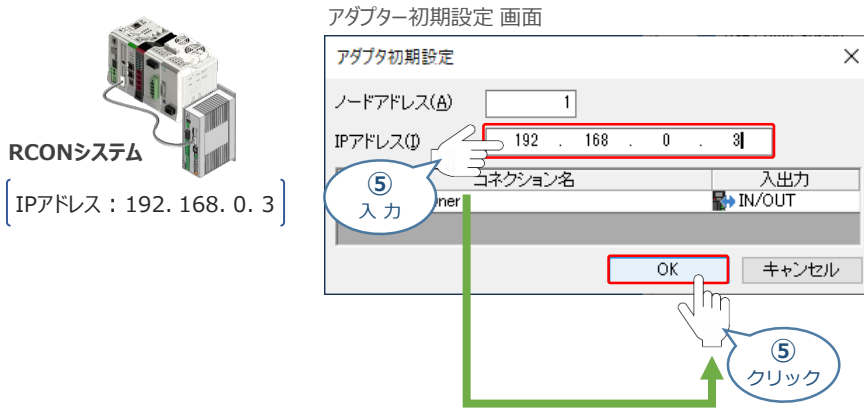 アダプター初期設定 画面
アダプタ初期設定
ノードアドレス(A) 1
IPアドレス(I) 192 . 168 . 0 . 3
コネクション名 入出力
ner IN/OUT
OK キャンセル
⑤
入 力
⑤
クリック
RCONシステム
IPアドレス：192. 168. 0. 3